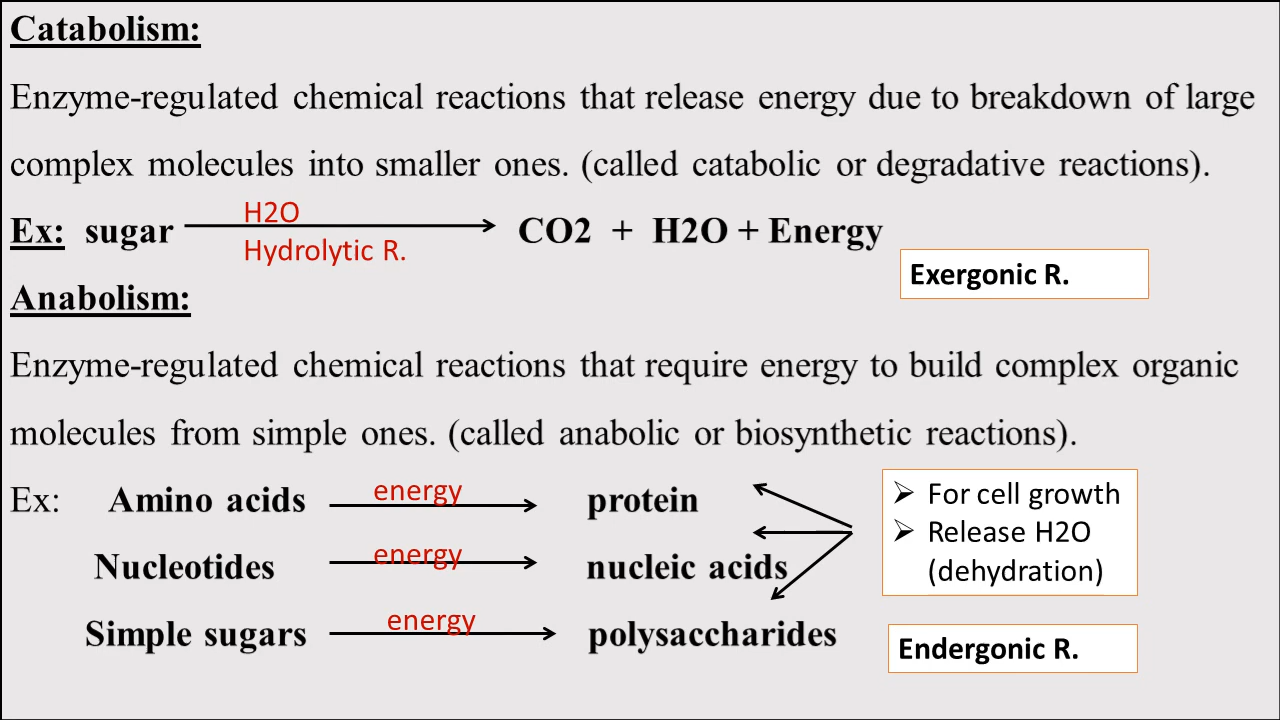 Catabolism:
Enzyme-regulated chemical reactions that release energy due to breakdown of large
complex molecules into smaller ones. (called catabolic or degradative reactions).
H2O
Ex: sugar CO2 + H2O + Energy
Hydrolytic R.
Exergonic R.
Anabolism:
Enzyme-regulated chemical reactions that require energy to build complex organic
molecules from simple ones. (called anabolic or biosynthetic reactions).
Ex: Amino acids energy protein
Nucleotides energy nucleic acids
Simple sugars energy polysaccharides
➢ For cell growth
➢ Release H2O
(dehydration)
Endergonic R.